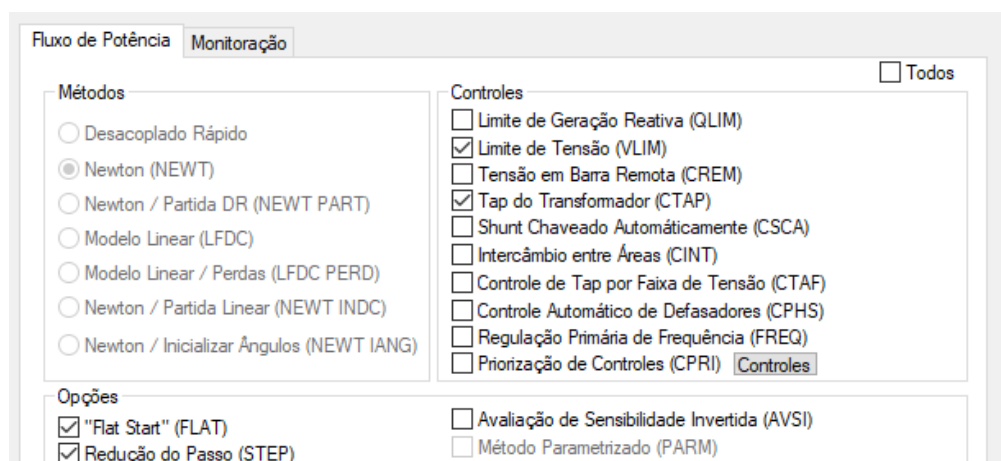 Fluxo de Potência Monitoração
Todos
Métodos
Desacoplado Rápido
Newton (NEWT)
Newton / Partida DR (NEWT PART)
Modelo Linear (LFDC)
Modelo Linear / Perdas (LFDC PERD)
Newton / Partida Linear (NEWT INDC)
Newton / Inicializar Ângulos (NEWT IANG)
Controles
Limite de Geração Reativa (QLIM)
Limite de Tensão (VLIM)
Tensão em Barra Remota (CREM)
Tap do Transformador (CTAP)
Shunt Chaveado Automáticamente (CSCA)
Intercâmbio entre Áreas (CINT)
Controle de Tap por Faixa de Tensão (CTAF)
Controle Automático de Defasadores (CPHS)
Regulação Primária de Frequência (FREQ)
Priorização de Controles (CPRI) Controles
Opções
"Flat Start" (FLAT)
Redução do Passo (STEP)
Avaliação de Sensibilidade Invertida (AVSI)
Método Parametrizado (PARM)